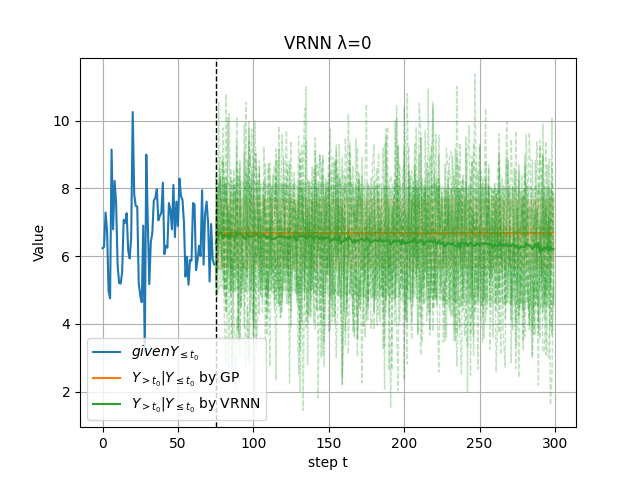 VRNN λ=0
Value
10
8
6
4
2
given Y≤t₀
Y>t₀|Y≤t₀ by GP
Y>t₀|Y≤t₀ by VRNN
0 50 100 150 200 250 300
step t